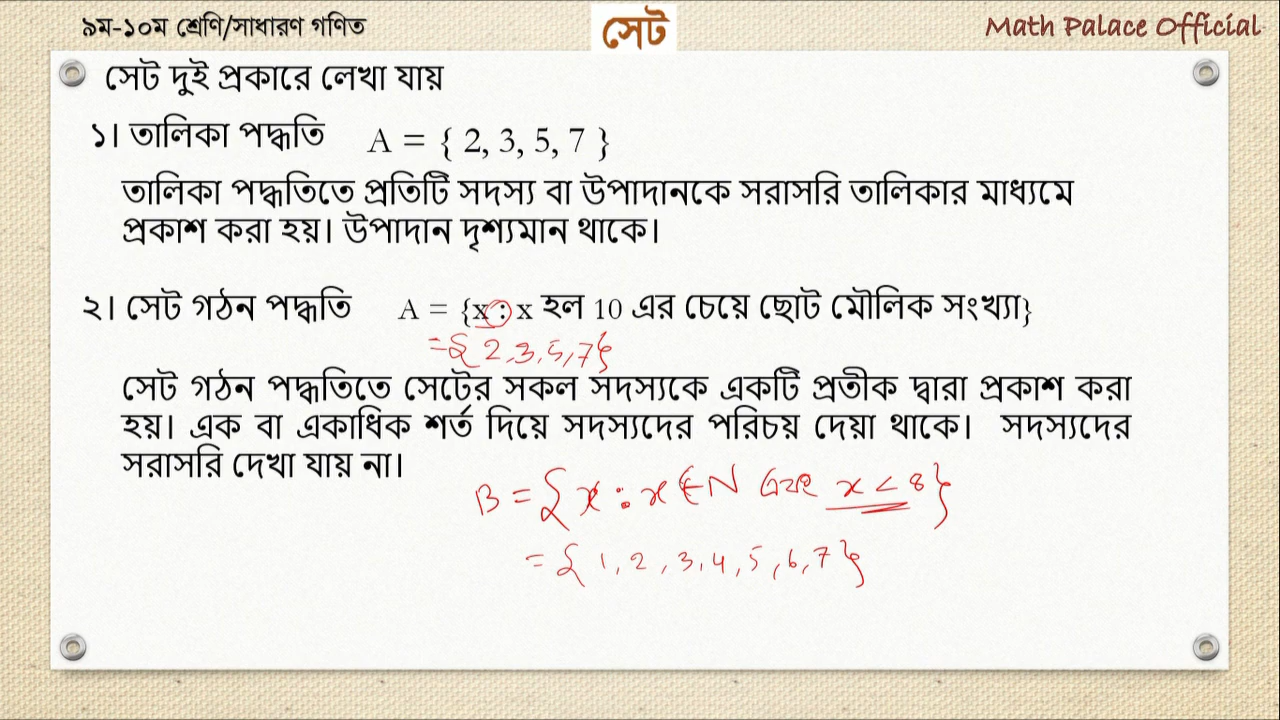 ৯ম-১০ম শ্রেণি/সাধারণ গণিত
সেট
Math Palace Official
সেট দুই প্রকারে লেখা যায়
১। তালিকা পদ্ধতি A = { 2, 3, 5, 7 }
তালিকা পদ্ধতিতে প্রতিটি সদস্য বা উপাদানকে সরাসরি তালিকার মাধ্যমে
প্রকাশ করা হয়। উপাদান দৃশ্যমান থাকে।
২। সেট গঠন পদ্ধতি A = {x : x হল 10 এর চেয়ে ছোট মৌলিক সংখ্যা}
={ 2,3,5,7}
সেট গঠন পদ্ধতিতে সেটের সকল সদস্যকে একটি প্রতীক দ্বারা প্রকাশ করা
হয়। এক বা একাধিক শর্ত দিয়ে সদস্যদের পরিচয় দেয়া থাকে। সদস্যদের
সরাসরি দেখা যায় না।
B = { x : x ∈ N এবং x < 8 }
= { 1, 2, 3, 4, 5, 6, 7 }